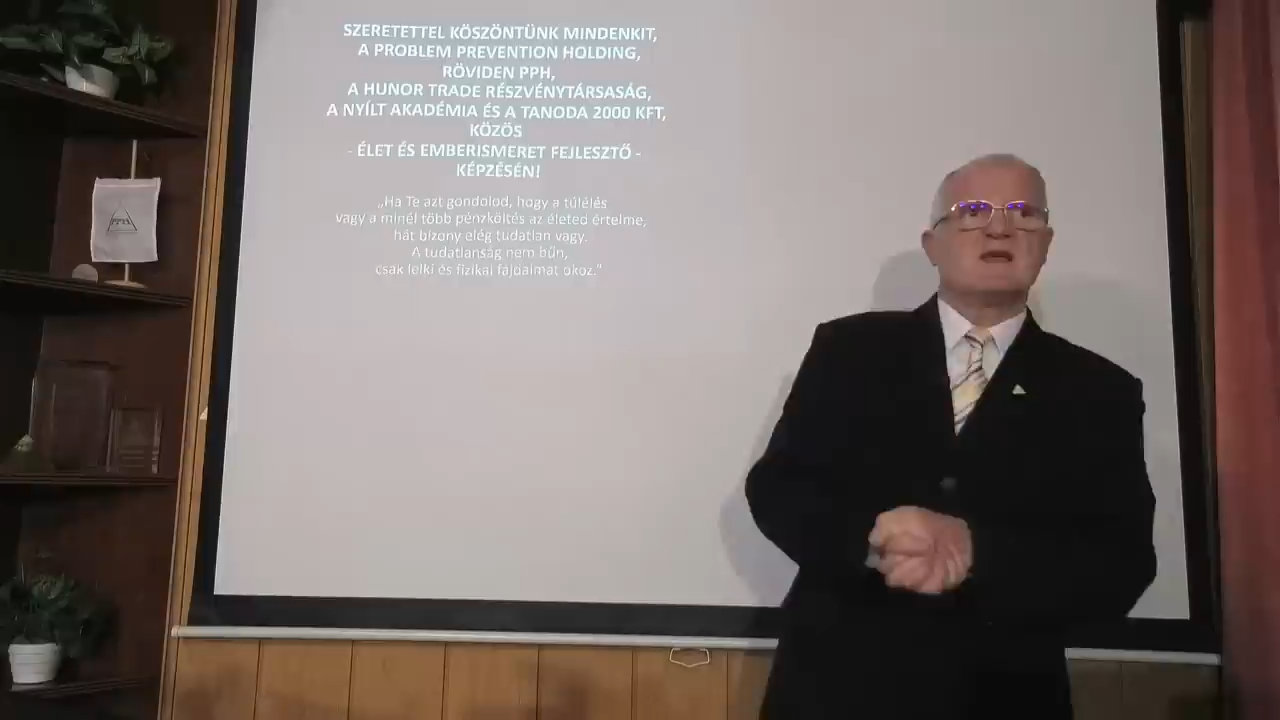 SZERETETTEL KÖSZÖNTÜNK MINDENKIT,
A PROBLEM PREVENTION HOLDING,
RÖVIDEN PPH,
A HUNOR TRADE RÉSZVÉNYTÁRSASÁG,
A NYÍLT AKADÉMIA ÉS A TANODA 2000 KFT,
KÖZÖS
- ÉLET ÉS EMBERISMERET FEJLESZTŐ -
KÉPZÉSÉN!
„Ha Te azt gondolod, hogy a túlélés
vagy a minél több pénzköltés az életed értelme,
hát bizony elég tudatlan vagy.
A tudatlanság nem bűn,
csak lelki és fizikai fájdalmat okoz."